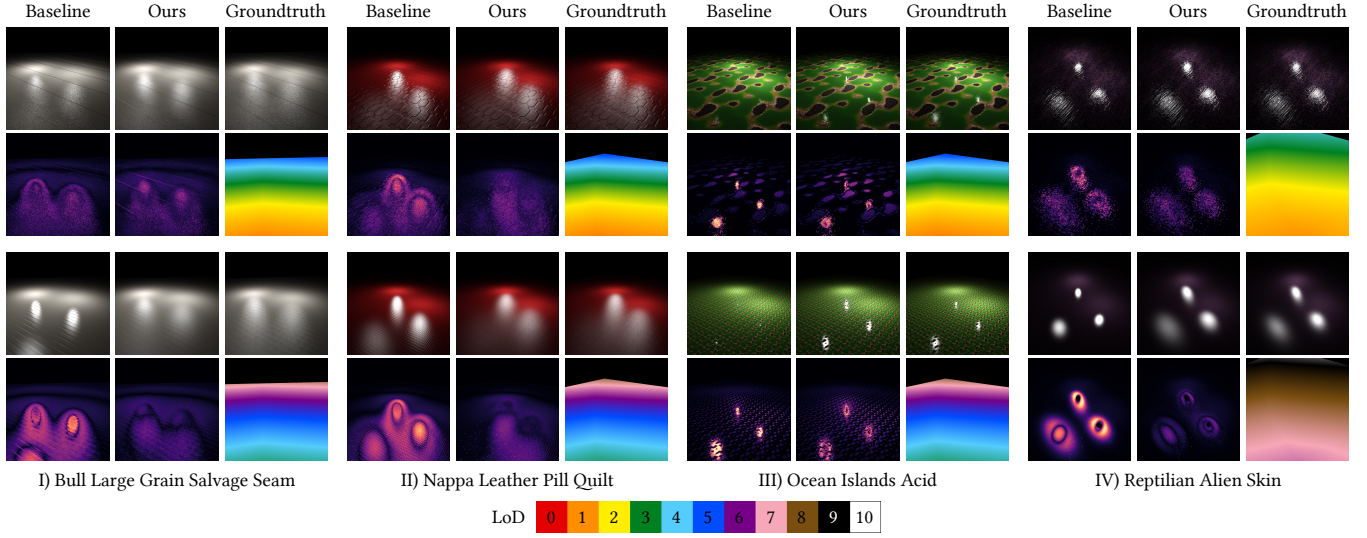 Baseline Ours Groundtruth Baseline Ours Groundtruth Baseline Ours Groundtruth Baseline Ours Groundtruth
I) Bull Large Grain Salvage Seam II) Nappa Leather Pill Quilt III) Ocean Islands Acid IV) Reptilian Alien Skin
LoD 0 1 2 3 4 5 6 7 8 9 10